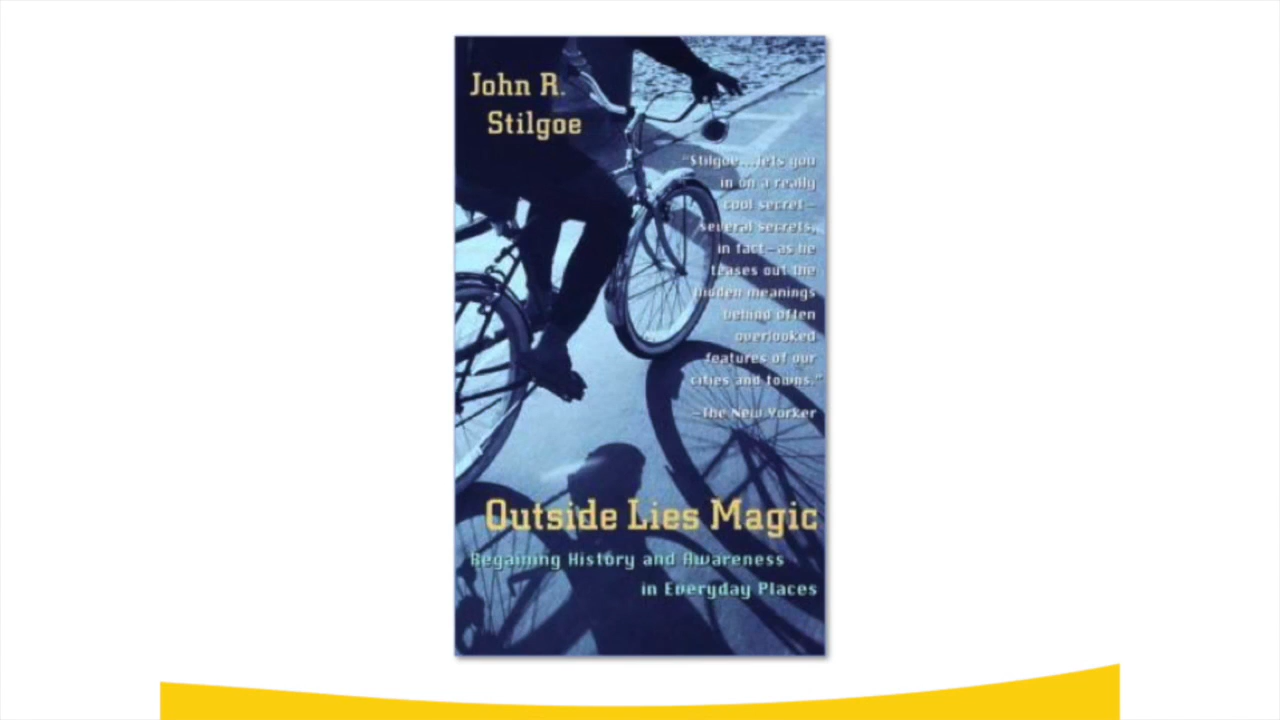 John R.
Stilgoe
"Stilgoe...lets you
in on a really
cool secret—
several secrets,
in fact—as he
teases out the
hidden meanings
behind often
overlooked
features of our
cities and towns."
—The New Yorker
Outside Lies Magic
Regaining History and Awareness
in Everyday Places